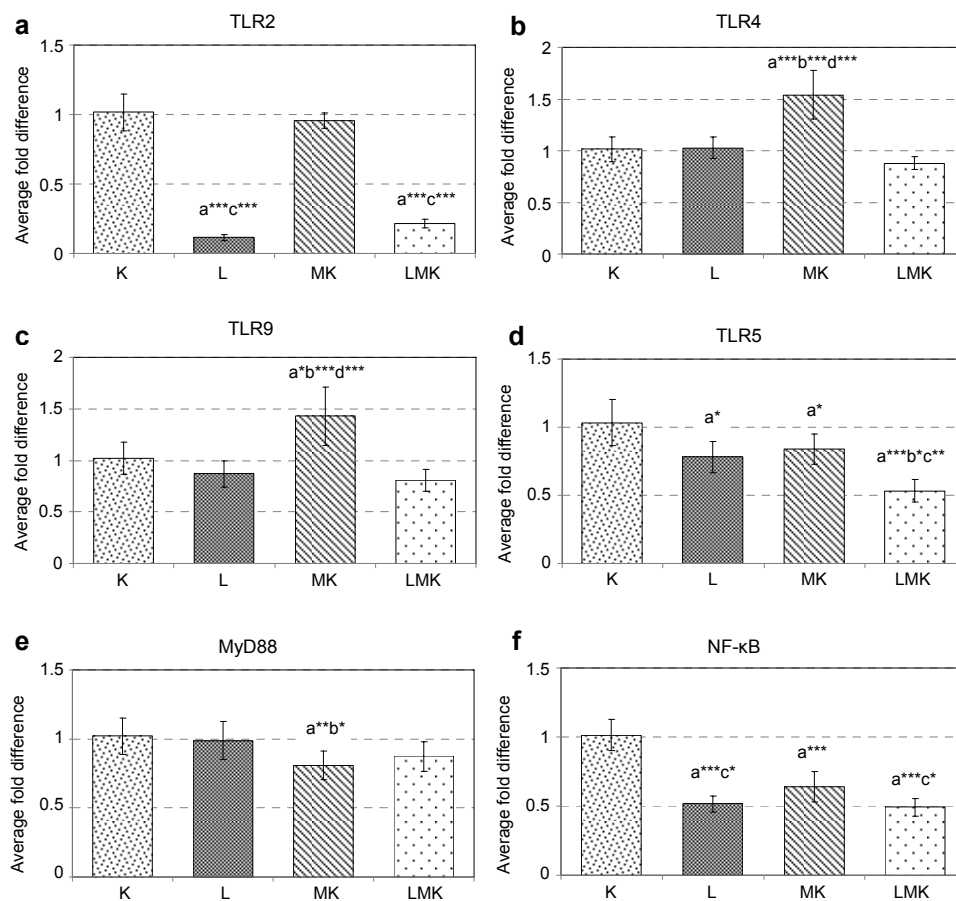 a
TLR2
Average fold difference
1.5
1
0.5
0
a***c***
a***c***
K L MK LMK
b
TLR4
Average fold difference
2
1.5
1
0.5
0
a***b***d***
K L MK LMK
c
TLR9
Average fold difference
2
1.5
1
0.5
0
a*b***d***
K L MK LMK
d
TLR5
Average fold difference
1.5
1
0.5
0
a*
a*
a***b*c**
K L MK LMK
e
MyD88
Average fold difference
1.5
1
0.5
0
a**b*
K L MK LMK
f
NF-κB
Average fold difference
1.5
1
0.5
0
a***c*
a***
a***c*
K L MK LMK